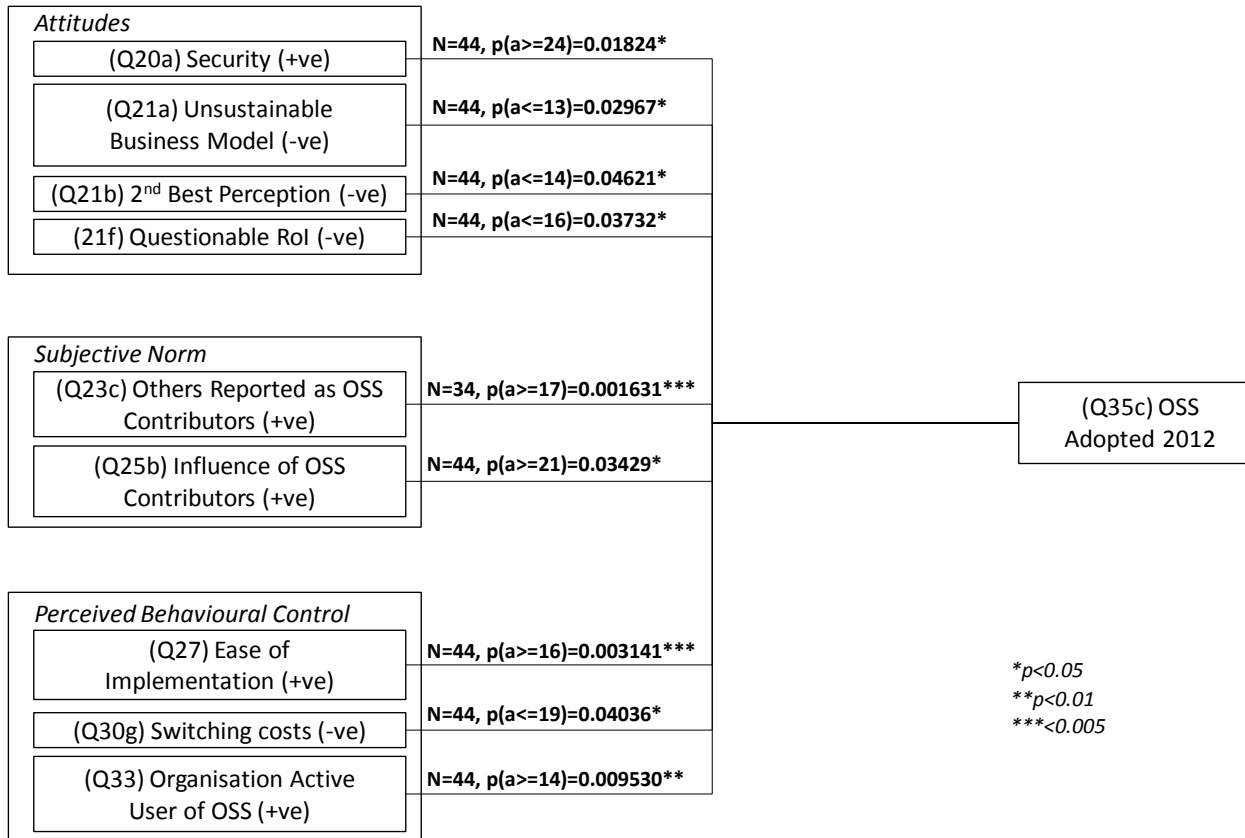 Attitudes
(Q20a) Security (+ve)
N=44, p(a>=24)=0.01824*
(Q21a) Unsustainable
Business Model (-ve)
N=44, p(a<=13)=0.02967*
(Q21b) 2nd Best Perception (-ve)
N=44, p(a<=14)=0.04621*
(21f) Questionable RoI (-ve)
N=44, p(a<=16)=0.03732*
Subjective Norm
(Q23c) Others Reported as OSS
Contributors (+ve)
N=34, p(a>=17)=0.001631***
(Q25b) Influence of OSS
Contributors (+ve)
N=44, p(a>=21)=0.03429*
(Q35c) OSS
Adopted 2012
Perceived Behavioural Control
(Q27) Ease of
Implementation (+ve)
N=44, p(a>=16)=0.003141***
(Q30g) Switching costs (-ve)
N=44, p(a<=19)=0.04036*
(Q33) Organisation Active
User of OSS (+ve)
N=44, p(a>=14)=0.009530**
*p<0.05
**p<0.01
***<0.005